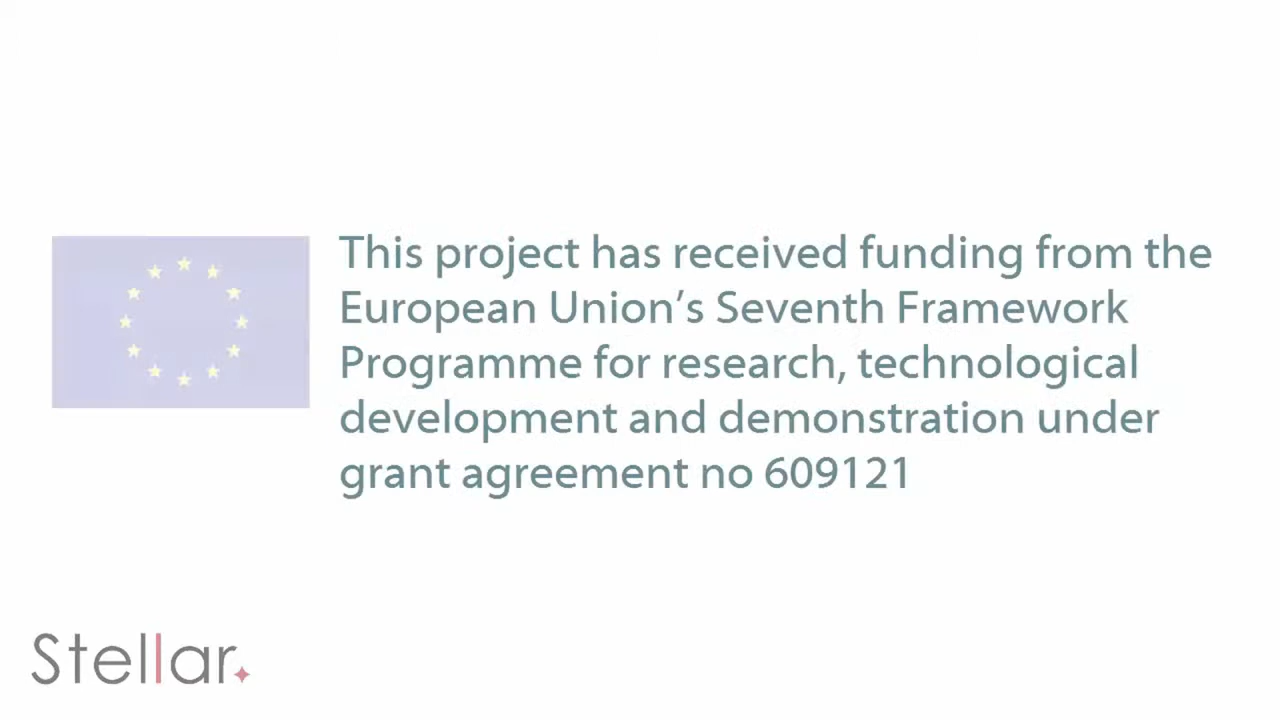 This project has received funding from the
European Union’s Seventh Framework
Programme for research, technological
development and demonstration under
grant agreement no 609121
Stellar